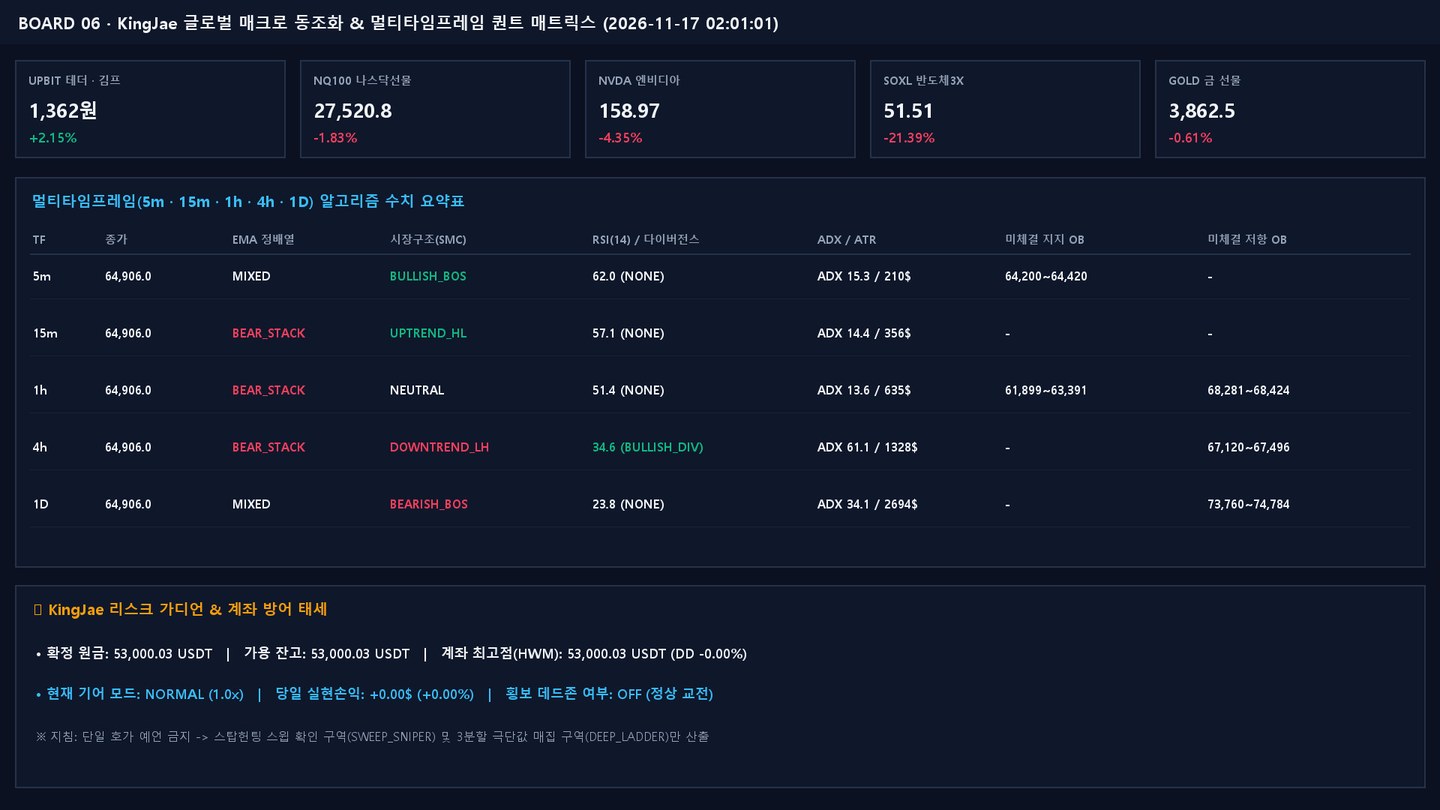 BOARD 06 · KingJae 글로벌 매크로 동조화 & 멀티타임프레임 퀀트 매트릭스 (2026-11-17 02:01:01)
UPBIT 테더 · 김프
1,362원
+2.15%
NQ100 나스닥선물
27,520.8
-1.83%
NVDA 엔비디아
158.97
-4.35%
SOXL 반도체3X
51.51
-21.39%
GOLD 금 선물
3,862.5
-0.61%
멀티타임프레임(5m · 15m · 1h · 4h · 1D) 알고리즘 수치 요약표
TF 종가 EMA 정배열 시장구조(SMC) RSI(14) / 다이버전스 ADX / ATR 미체결 지지 OB 미체결 저항 OB
5m 64,906.0 MIXED BULLISH_BOS 62.0 (NONE) ADX 15.3 / 210$ 64,200~64,420 -
15m 64,906.0 BEAR_STACK UPTREND_HL 57.1 (NONE) ADX 14.4 / 356$ - -
1h 64,906.0 BEAR_STACK NEUTRAL 51.4 (NONE) ADX 13.6 / 635$ 61,899~63,391 68,281~68,424
4h 64,906.0 BEAR_STACK DOWNTREND_LH 34.6 (BULLISH_DIV) ADX 61.1 / 1328$ - 67,120~67,496
1D 64,906.0 MIXED BEARISH_BOS 23.8 (NONE) ADX 34.1 / 2694$ - 73,760~74,784
KingJae 리스크 가디언 & 계좌 방어 태세
• 확정 원금: 53,000.03 USDT | 가용 잔고: 53,000.03 USDT | 계좌 최고점(HWM): 53,000.03 USDT (DD -0.00%)
• 현재 기어 모드: NORMAL (1.0x) | 당일 실현손익: +0.00$ (+0.00%) | 횡보 데드존 여부: OFF (정상 교전)
※ 지침: 단일 호가 예언 금지 -> 스탑헌팅 스윕 확인 구역(SWEEP_SNIPER) 및 3분할 극단값 매집 구역(DEEP_LADDER)만 산출